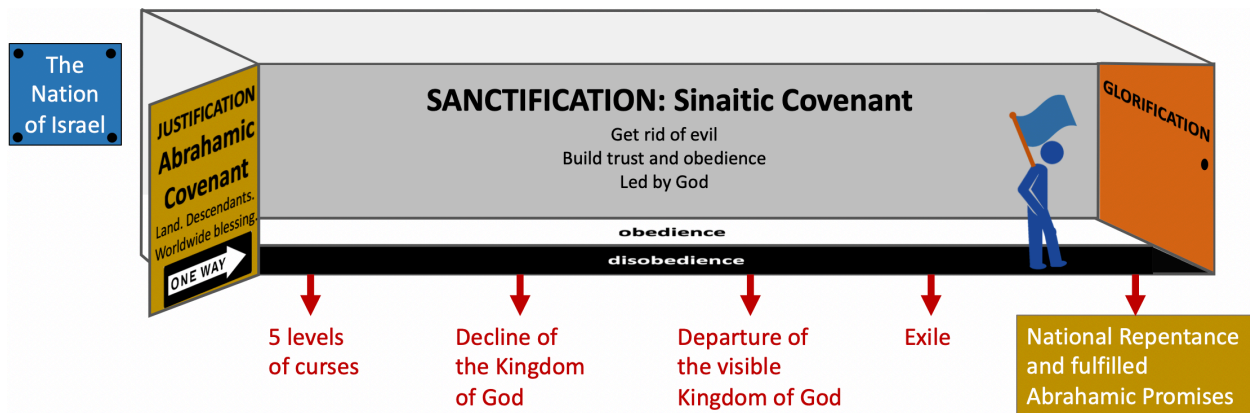 The
Nation
of Israel
JUSTIFICATION
Abrahamic
Covenant
Land. Descendants.
Worldwide blessing.
ONE WAY
SANCTIFICATION: Sinaitic Covenant
Get rid of evil
Build trust and obedience
Led by God
GLORIFICATION
obedience
disobedience
5 levels
of curses
Decline of
the Kingdom
of God
Departure of
the visible
Kingdom of God
Exile
National Repentance
and fulfilled
Abrahamic Promises